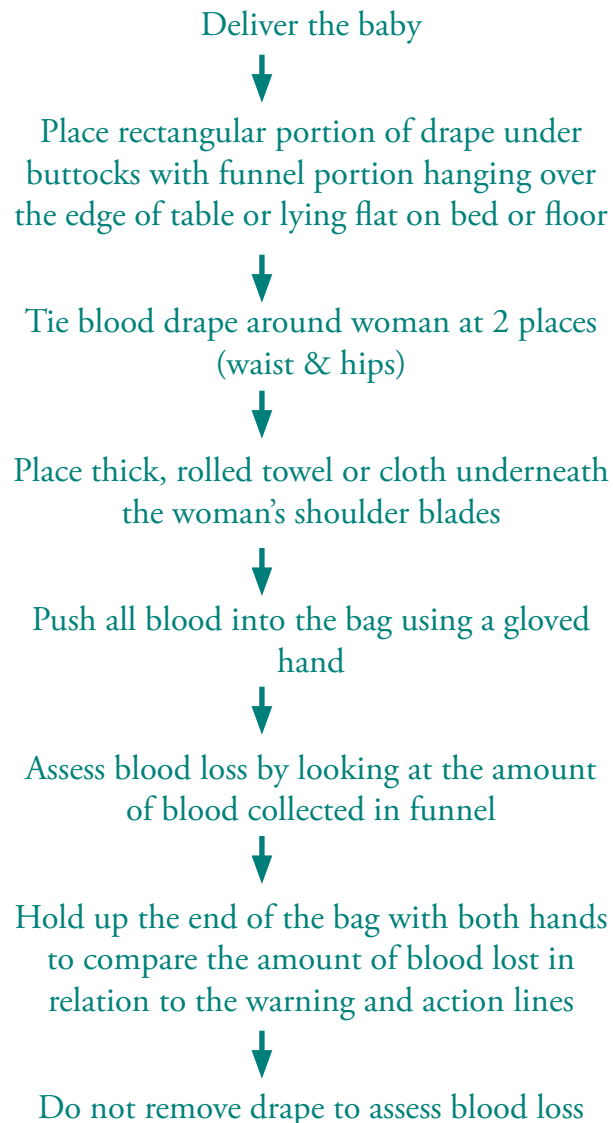 Deliver the baby
Place rectangular portion of drape under
buttocks with funnel portion hanging over
the edge of table or lying flat on bed or floor
Tie blood drape around woman at 2 places
(waist & hips)
Place thick, rolled towel or cloth underneath
the woman’s shoulder blades
Push all blood into the bag using a gloved
hand
Assess blood loss by looking at the amount
of blood collected in funnel
Hold up the end of the bag with both hands
to compare the amount of blood lost in
relation to the warning and action lines
Do not remove drape to assess blood loss